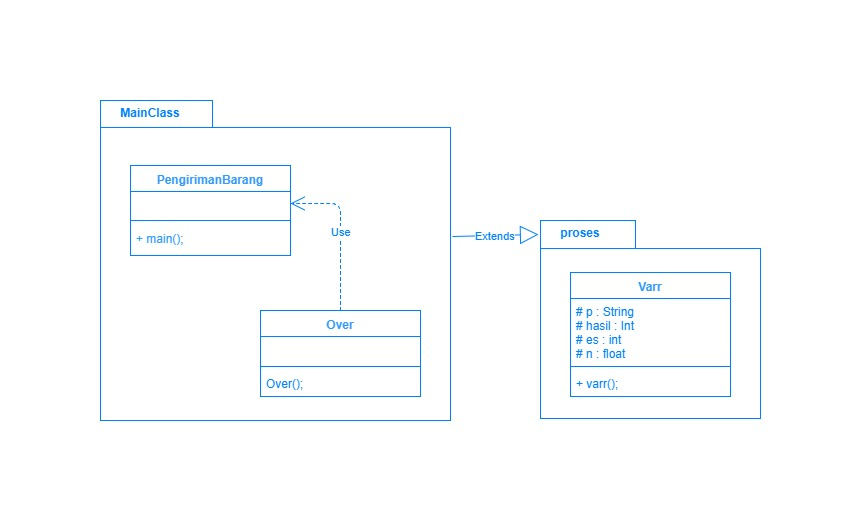 MainClass
PengirimanBarang
+ main();
Use
Over
Over();
Extends
proses
Varr
# p : String
# hasil : Int
# es : int
# n : float
+ varr();